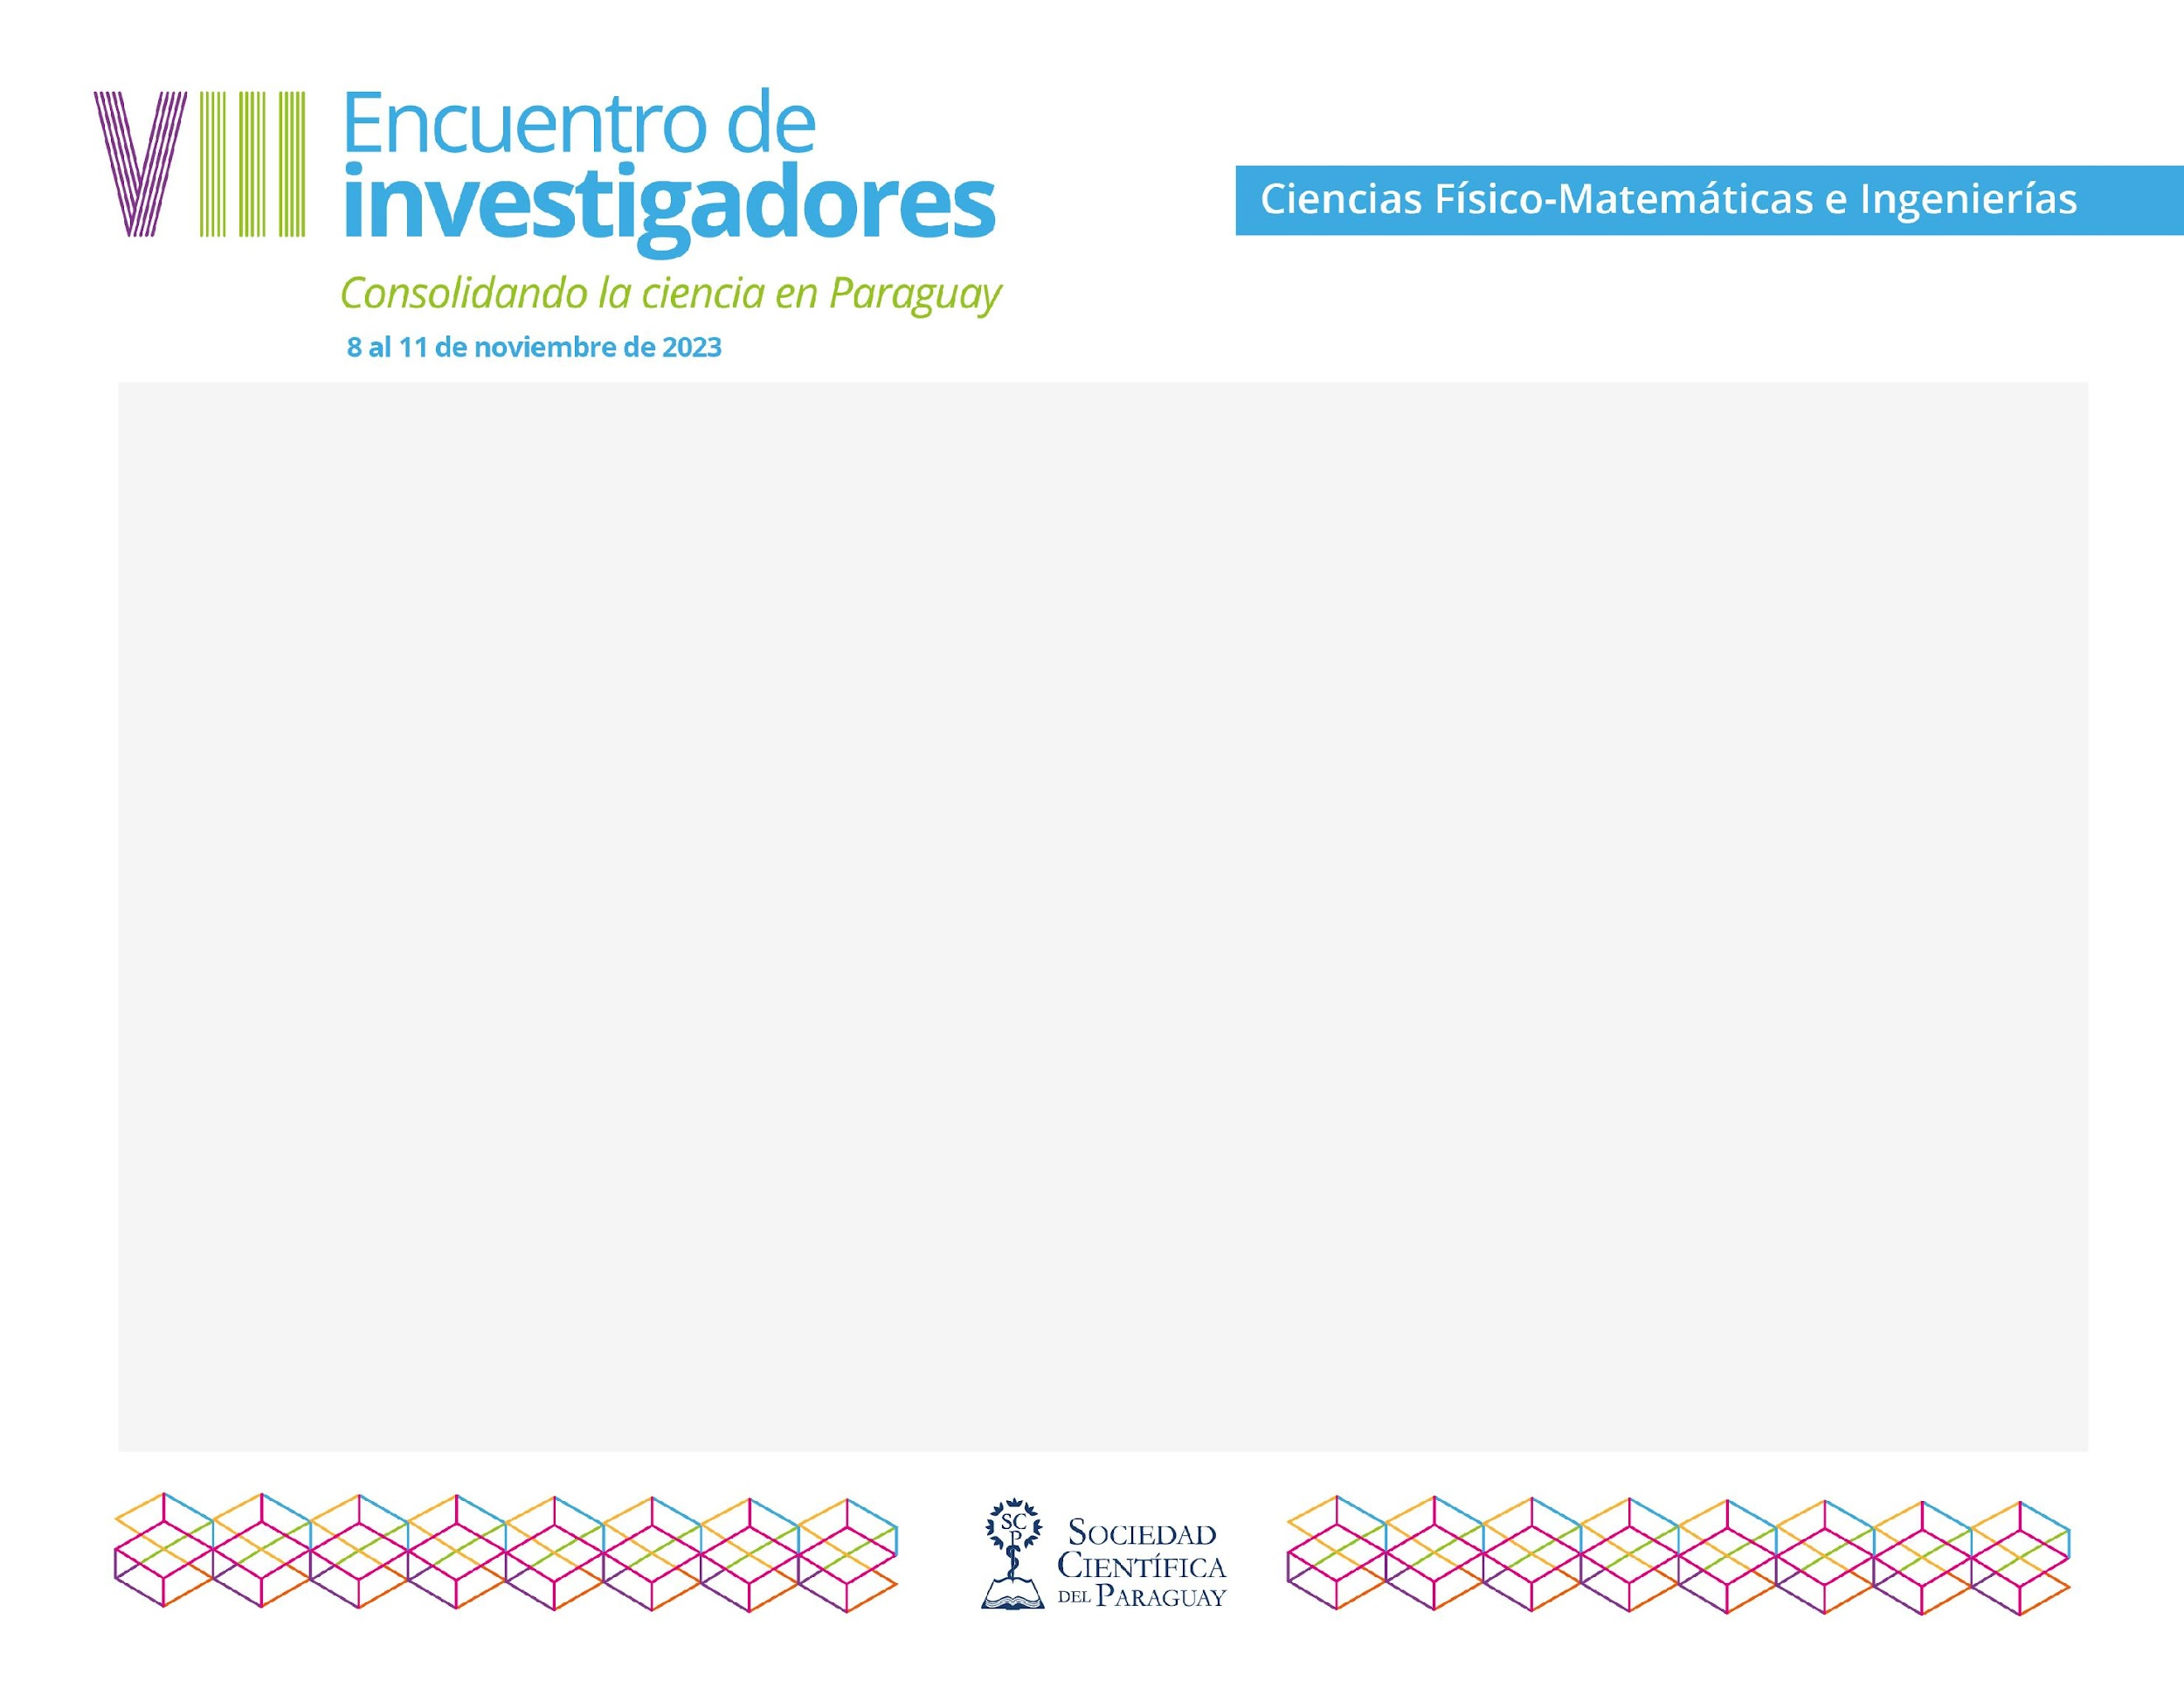 VIII
Encuentro de
investigadores
Consolidando la ciencia en Paraguay
8 al 11 de noviembre de 2023
Ciencias Físico-Matemáticas e Ingenierías
SC
P
SOCIEDAD
CIENTÍFICA
DEL PARAGUAY